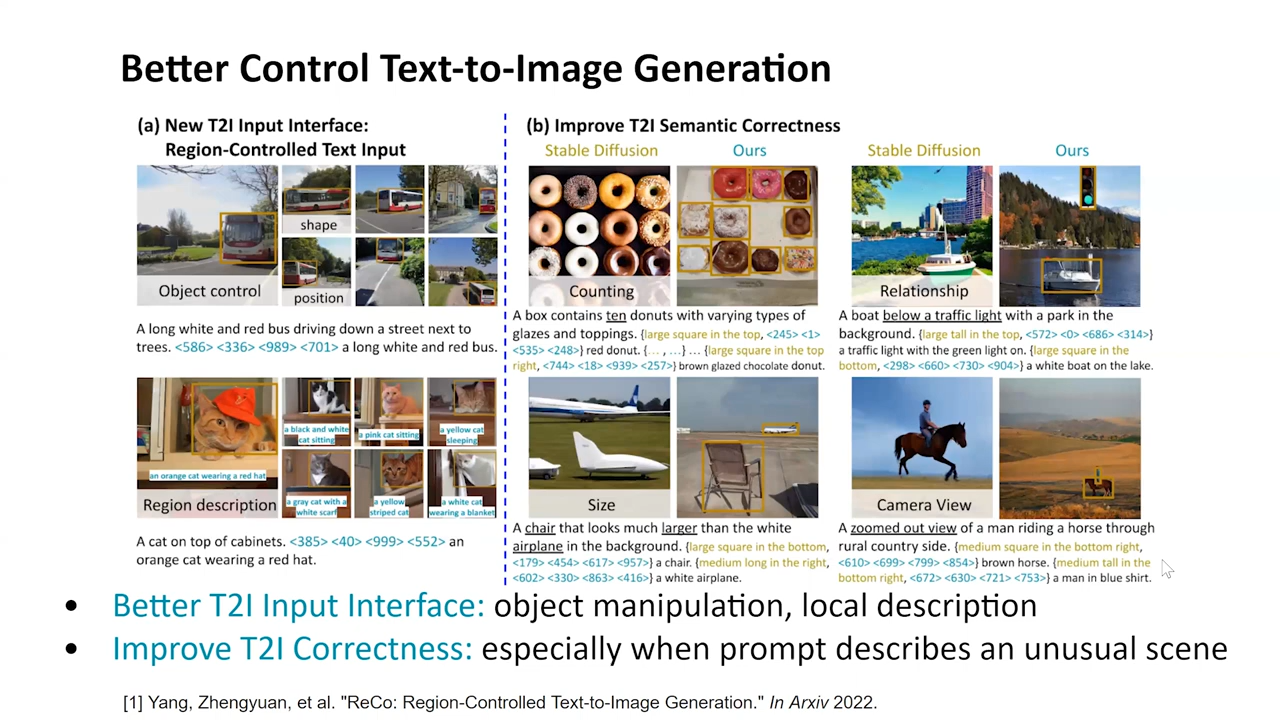 Better Control Text-to-Image Generation
(a) New T2I Input Interface:
Region-Controlled Text Input
Object control
shape
position
A long white and red bus driving down a street next to
trees. <586> <336> <989> <701> a long white and red bus.
an orange cat wearing a red hat
Region description
a black and white
cat sitting
a pink cat sitting
a yellow cat
sleeping
a gray cat with a
white scarf
a yellow
striped cat
a white cat
wearing a blanket
A cat on top of cabinets. <385> <40> <999> <552> an
orange cat wearing a red hat.
(b) Improve T2I Semantic Correctness
Stable Diffusion
Ours
Counting
A box contains ten donuts with varying types of
glazes and toppings. {large square in the top, <245> <1>
<535> <248>} red donut. {... , ...} ... {large square in the top
right, <744> <18> <939> <257>} brown glazed chocolate donut.
Stable Diffusion
Ours
Relationship
A boat below a traffic light with a park in the
background. {large tall in the top, <572> <0> <686> <314>}
a traffic light with the green light on. {large square in the
bottom, <298> <660> <730> <904>} a white boat on the lake.
Size
A chair that looks much larger than the white
airplane in the background. {large square in the bottom,
<179> <454> <617> <957>} a chair. {medium long in the right,
<602> <330> <863> <416>} a white airplane.
Camera View
A zoomed out view of a man riding a horse through
rural country side. {medium square in the bottom right,
<610> <699> <799> <854>} brown horse. {medium tall in the
bottom right, <672> <630> <721> <753>} a man in blue shirt.
• Better T2I Input Interface: object manipulation, local description
• Improve T2I Correctness: especially when prompt describes an unusual scene
[1] Yang, Zhengyuan, et al. "ReCo: Region-Controlled Text-to-Image Generation." In Arxiv 2022.